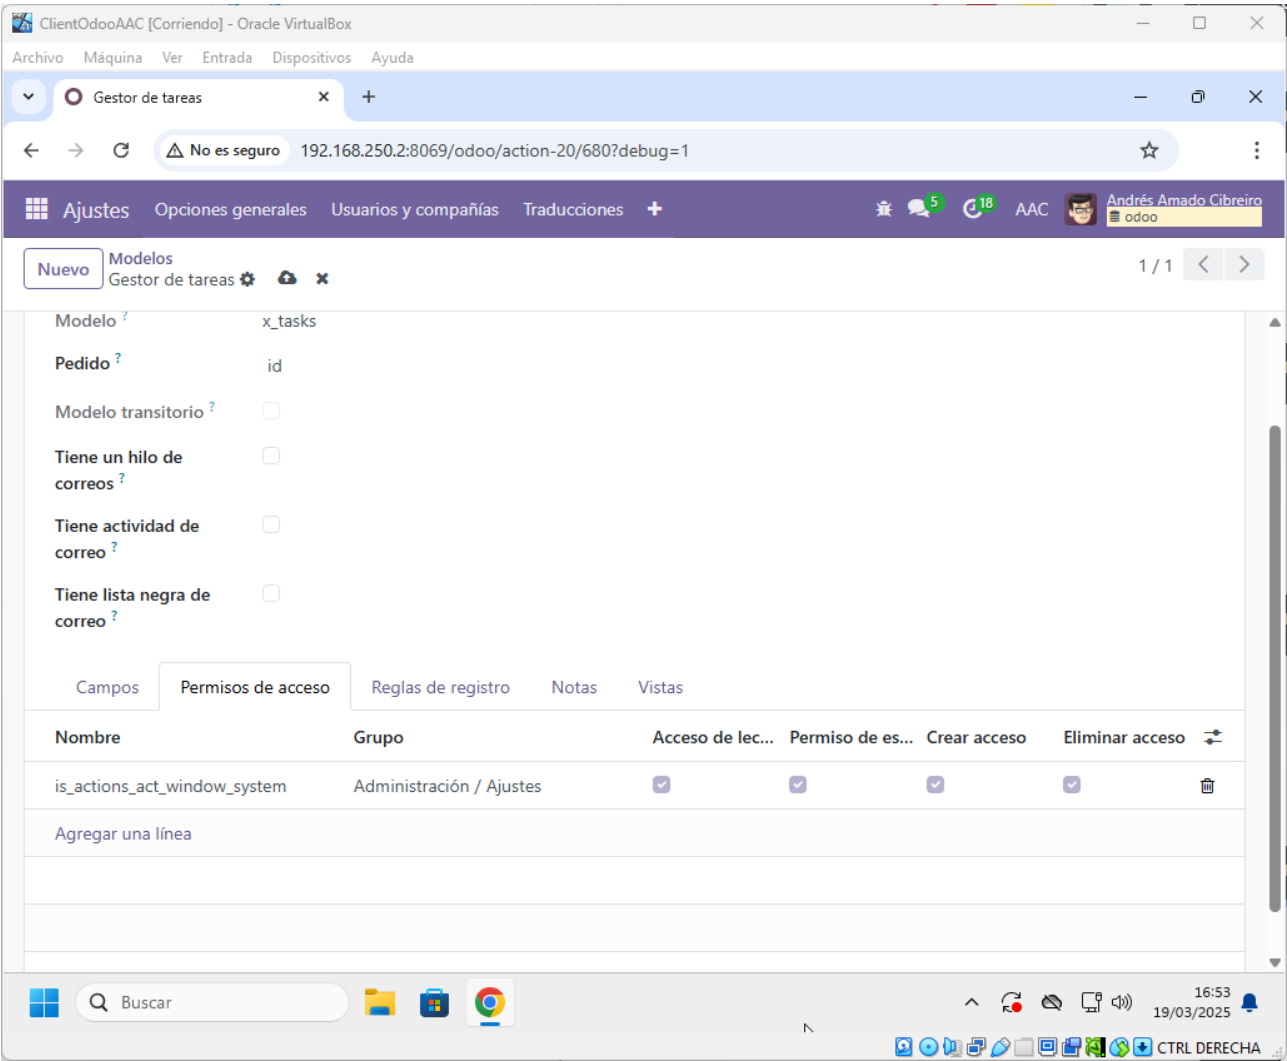 ClientOdooAAC [Corriendo] - Oracle VirtualBox
Archivo Máquina Ver Entrada Dispositivos Ayuda
Gestor de tareas
No es seguro 192.168.250.2:8069/odoo/action-20/680?debug=1
Ajustes Opciones generales Usuarios y compañías Traducciones 5 18 AAC Andrés Amado Cibreiro
odoo
Nuevo Modelos
Gestor de tareas
1 / 1
Modelo ? x_tasks
Pedido ? id
Modelo transitorio ?
Tiene un hilo de
correos ?
Tiene actividad de
correo ?
Tiene lista negra de
correo ?
Campos Permisos de acceso Reglas de registro Notas Vistas
Nombre Grupo Acceso de lec... Permiso de es... Crear acceso Eliminar acceso
is_actions_act_window_system Administración / Ajustes
Agregar una línea
Buscar
16:53
19/03/2025
CTRL DERECHA